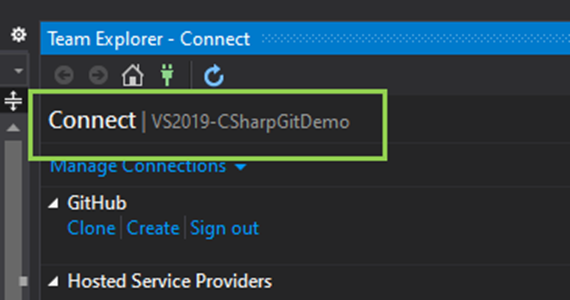 Team Explorer - Connect
Connect | VS2019-CSharpGitDemo
Manage Connections
GitHub
Clone | Create | Sign out
Hosted Service Providers